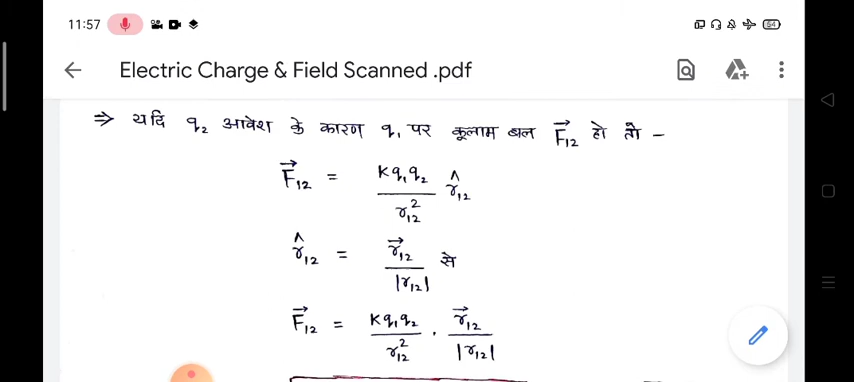 11:57 54
Electric Charge & Field Scanned .pdf
⇒ यदि q₂ आवेश के कारण q₁ पर कूलाम बल F⃗₁₂ हो तो -
F⃗₁₂ = Kq₁q₂ / r₁₂² r̂₁₂
r̂₁₂ = r⃗₁₂ / |r₁₂| से
F⃗₁₂ = Kq₁q₂ / r₁₂² . r⃗₁₂ / |r₁₂|